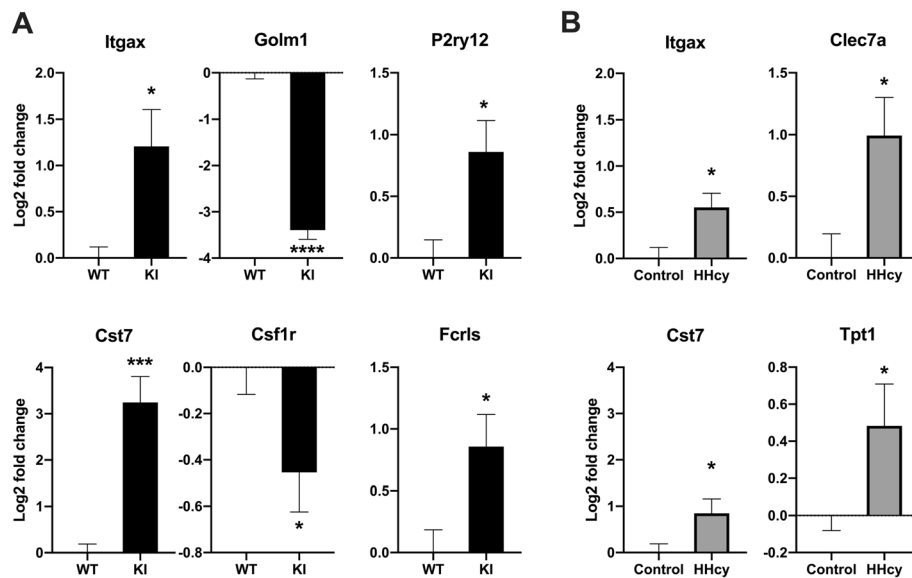 A
B
Itgax
Golm1
P2ry12
Itgax
Clec7a
Log2 fold change
2.0
1.5
1.0
0.5
0.0
*
WT
KI
0
-1
-2
-3
-4
****
WT
KI
1.5
1.0
0.5
0.0
*
WT
KI
Log2 fold change
2.0
1.5
1.0
0.5
0.0
*
Control
HHcy
1.5
1.0
0.5
0.0
*
Control
HHcy
Cst7
Csf1r
Fcrls
Cst7
Tpt1
Log2 fold change
4
3
2
1
0
***
WT
KI
0.0
-0.2
-0.4
-0.6
-0.8
*
WT
KI
1.5
1.0
0.5
0.0
*
WT
KI
Log2 fold change
4
3
2
1
0
*
Control
HHcy
0.8
0.6
0.4
0.2
0.0
-0.2
*
Control
HHcy